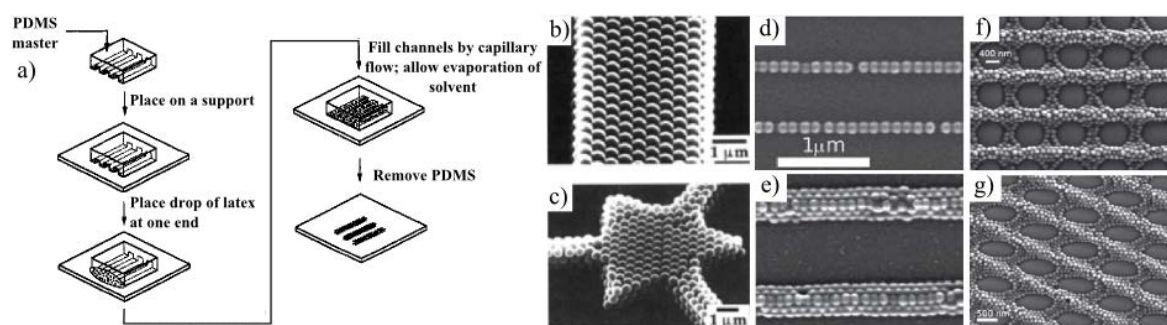 PDMS
master
a)
Place on a support
Place drop of latex
at one end
Fill channels by capillary
flow; allow evaporation of
solvent
Remove PDMS
b)
1 µm
c)
1 µm
d)
1µm
e)
f)
400 nm
g)
500 nm